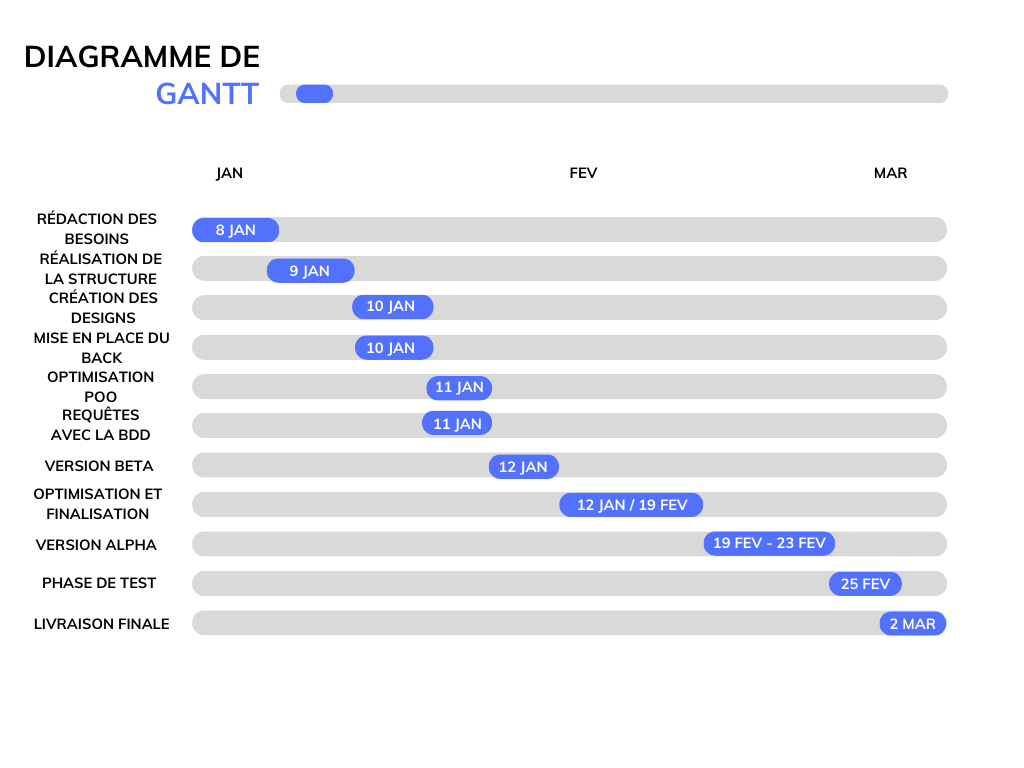 DIAGRAMME DE
GANTT
JAN FEV MAR
RÉDACTION DES
BESOINS
8 JAN
RÉALISATION DE
LA STRUCTURE
9 JAN
CRÉATION DES
DESIGNS
10 JAN
MISE EN PLACE DU
BACK
10 JAN
OPTIMISATION
POO
11 JAN
REQUÊTES
AVEC LA BDD
11 JAN
VERSION BETA
12 JAN
OPTIMISATION ET
FINALISATION
12 JAN / 19 FEV
VERSION ALPHA
19 FEV - 23 FEV
PHASE DE TEST
25 FEV
LIVRAISON FINALE
2 MAR